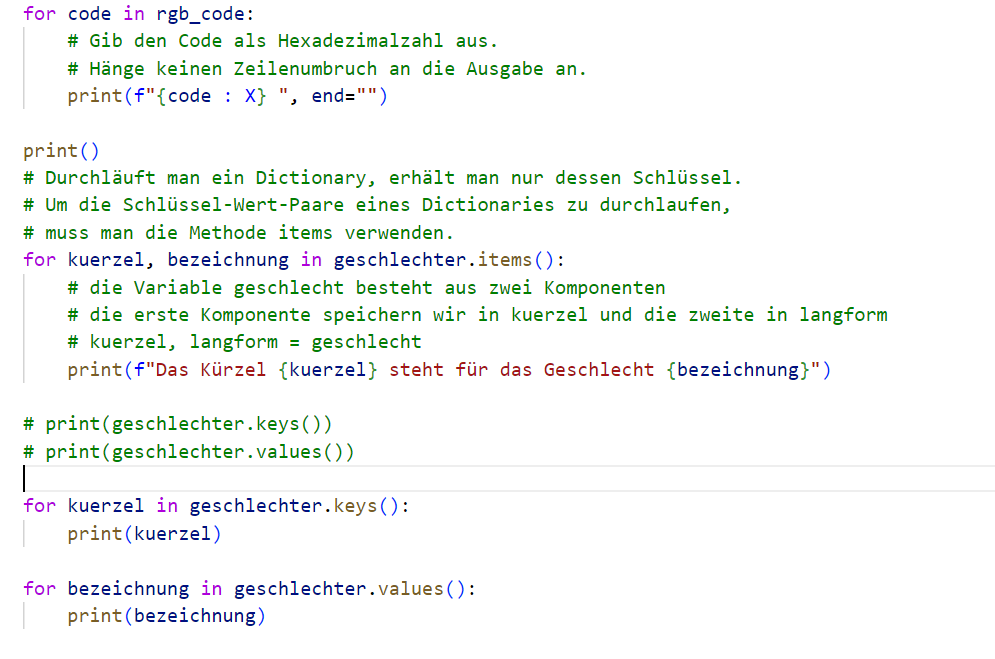 for code in rgb_code:
    # Gib den Code als Hexadezimalzahl aus.
    # Hänge keinen Zeilenumbruch an die Ausgabe an.
    print(f"{code : X} ", end="")

print()
# Durchläuft man ein Dictionary, erhält man nur dessen Schlüssel.
# Um die Schlüssel-Wert-Paare eines Dictionaries zu durchlaufen,
# muss man die Methode items verwenden.
for kuerzel, bezeichnung in geschlechter.items():
    # die Variable geschlecht besteht aus zwei Komponenten
    # die erste Komponente speichern wir in kuerzel und die zweite in langform
    # kuerzel, langform = geschlecht
    print(f"Das Kürzel {kuerzel} steht für das Geschlecht {bezeichnung}")

# print(geschlechter.keys())
# print(geschlechter.values())

for kuerzel in geschlechter.keys():
    print(kuerzel)

for bezeichnung in geschlechter.values():
    print(bezeichnung)